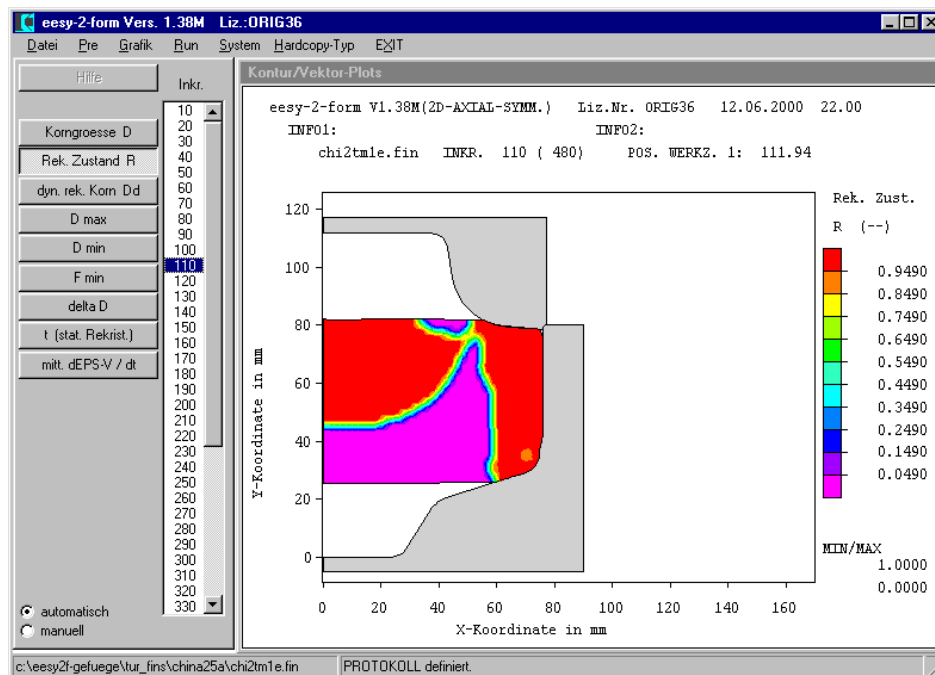 eesy-2-form Vers. 1.38M Liz.:ORIG36
Datei Pre Grafik Run System Hardcopy-Typ EXIT
Hilfe
Inkr.
Korngroesse D
Rek. Zustand R
dyn. rek. Korn Dd
D max
D min
F min
delta D
t (stat. Rekrist.)
mitt. dEPS-V / dt
10
20
30
40
50
60
70
80
90
100
110
120
130
140
150
160
170
180
190
200
210
220
230
240
250
260
270
280
290
300
310
320
330
automatisch
manuell
Kontur/Vektor-Plots
eesy-2-form V1.38M(2D-AXIAL-SYMM.) Liz.Nr. ORIG36 12.06.2000 22.00
INFO1: INFO2:
chi2tm1e.fin INKR. 110 ( 480) POS. WERKZ. 1: 111.94
Y-Koordinate in mm
120
100
80
60
40
20
0
0 20 40 60 80 100 120 140 160
X-Koordinate in mm
Rek. Zust.
R (--)
0.9490
0.8490
0.7490
0.6490
0.5490
0.4490
0.3490
0.2490
0.1490
0.0490
MIN/MAX
1.0000
0.0000
c:\eesy2f-gefuege\tur_fins\china25a\chi2tm1e.fin
PROTOKOLL definiert.